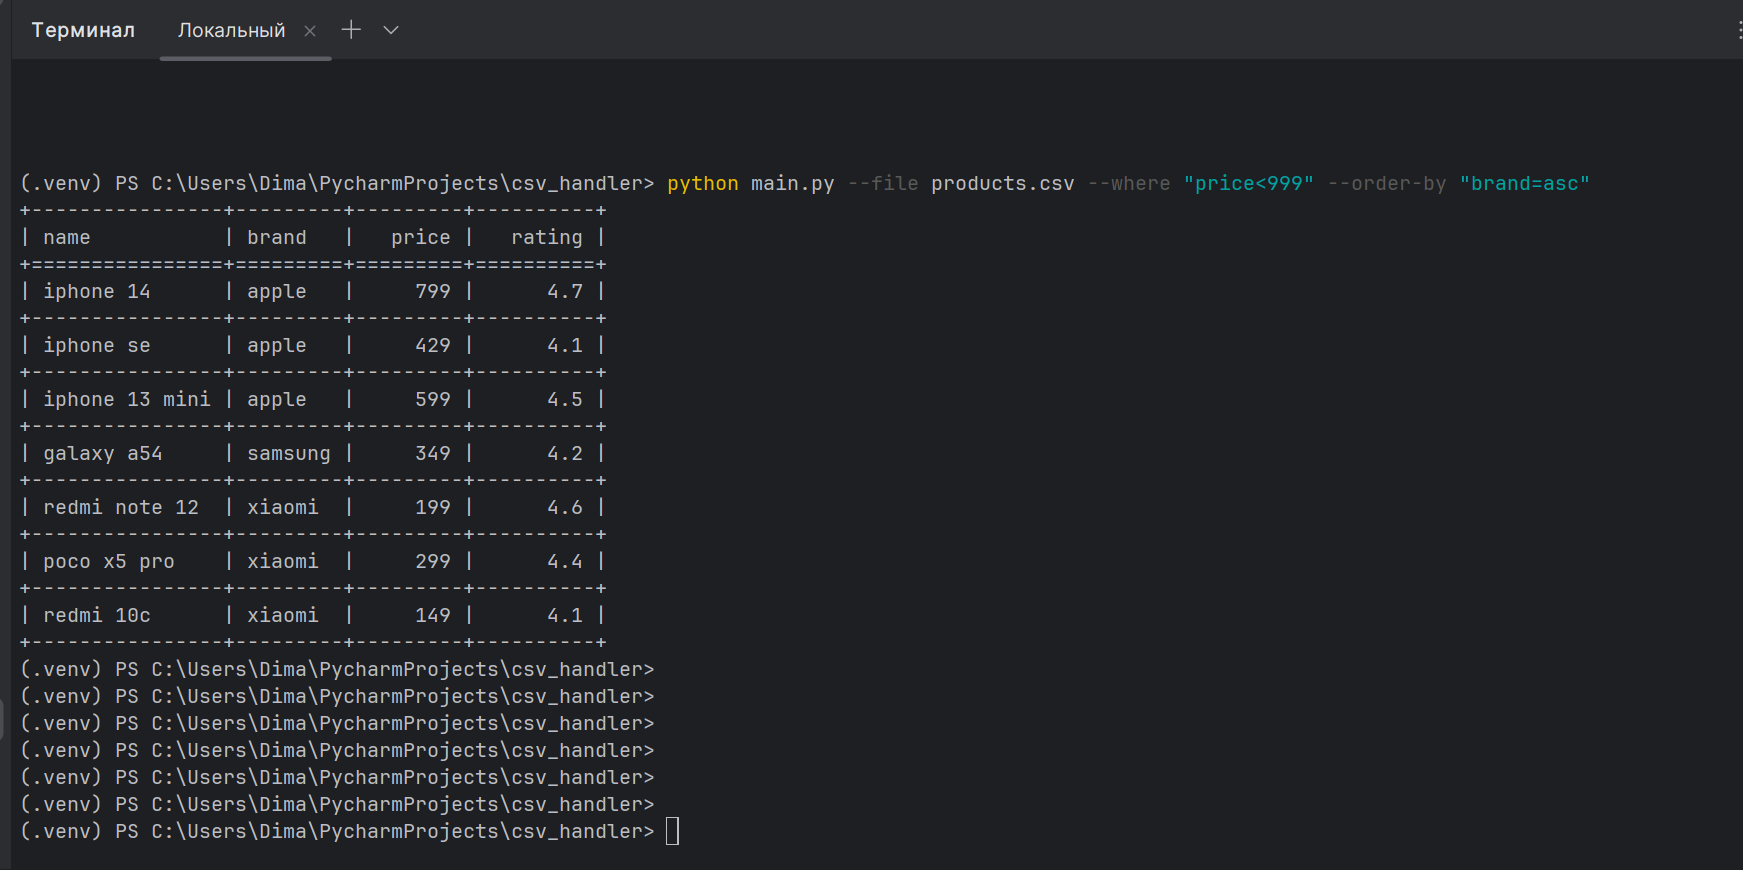 Терминал Локальный
(.venv) PS C:\Users\Dima\PycharmProjects\csv_handler> python main.py --file products.csv --where "price<999" --order-by "brand=asc"
+----------------+---------+---------+----------+
| name           | brand   |   price |   rating |
+================+=========+=========+==========+
| iphone 14      | apple   |     799 |      4.7 |
+----------------+---------+---------+----------+
| iphone se      | apple   |     429 |      4.1 |
+----------------+---------+---------+----------+
| iphone 13 mini | apple   |     599 |      4.5 |
+----------------+---------+---------+----------+
| galaxy a54     | samsung |     349 |      4.2 |
+----------------+---------+---------+----------+
| redmi note 12  | xiaomi  |     199 |      4.6 |
+----------------+---------+---------+----------+
| poco x5 pro    | xiaomi  |     299 |      4.4 |
+----------------+---------+---------+----------+
| redmi 10c      | xiaomi  |     149 |      4.1 |
+----------------+---------+---------+----------+
(.venv) PS C:\Users\Dima\PycharmProjects\csv_handler>
(.venv) PS C:\Users\Dima\PycharmProjects\csv_handler>
(.venv) PS C:\Users\Dima\PycharmProjects\csv_handler>
(.venv) PS C:\Users\Dima\PycharmProjects\csv_handler>
(.venv) PS C:\Users\Dima\PycharmProjects\csv_handler>
(.venv) PS C:\Users\Dima\PycharmProjects\csv_handler>
(.venv) PS C:\Users\Dima\PycharmProjects\csv_handler>